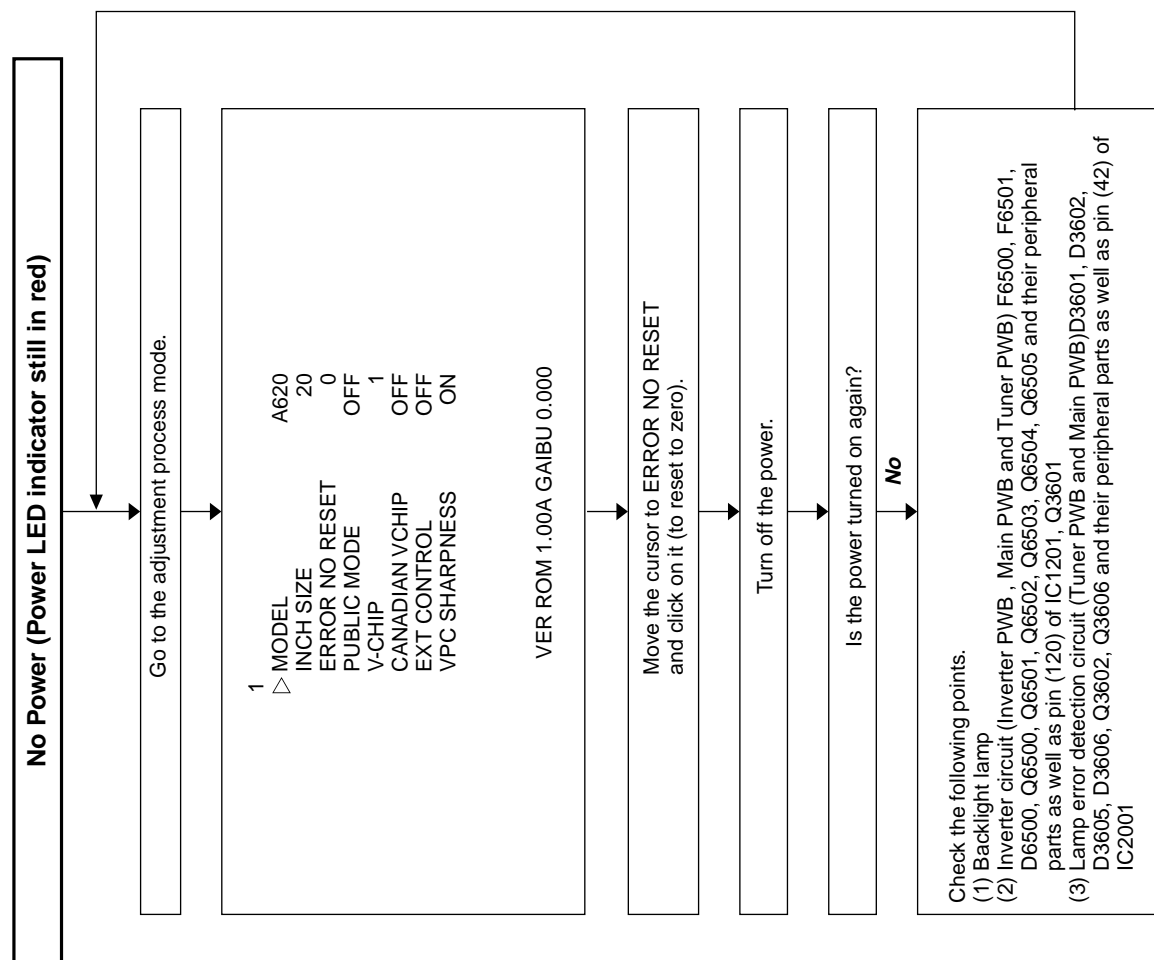 No Power (Power LED indicator still in red)
Go to the adjustment process mode.
1
▷ MODEL A620
INCH SIZE 20
ERROR NO RESET 0
PUBLIC MODE OFF
V-CHIP 1
CANADIAN VCHIP OFF
EXT CONTROL OFF
VPC SHARPNESS ON
VER ROM 1.00A GAIBU 0.000
Move the cursor to ERROR NO RESET
and click on it (to reset to zero).
Turn off the power.
Is the power turned on again?
No
Check the following points.
(1) Backlight lamp
(2) Inverter circuit (Inverter PWB , Main PWB and Tuner PWB) F6500, F6501,
D6500, Q6500, Q6501, Q6502, Q6503, Q6504, Q6505 and their peripheral
parts as well as pin (120) of IC1201, Q3601
(3) Lamp error detection circuit (Tuner PWB and Main PWB)D3601, D3602,
D3605, D3606, Q3602, Q3606 and their peripheral parts as well as pin (42) of
IC2001